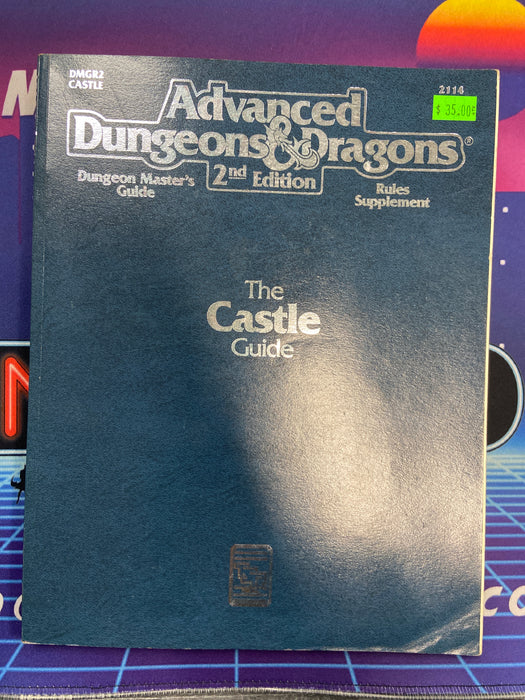 DMGR2
CASTLE
2114
$ 35.00¢
Advanced
Dungeons & Dragons®
2nd Edition
Dungeon Master's
Guide
Rules
Supplement
The
Castle
Guide